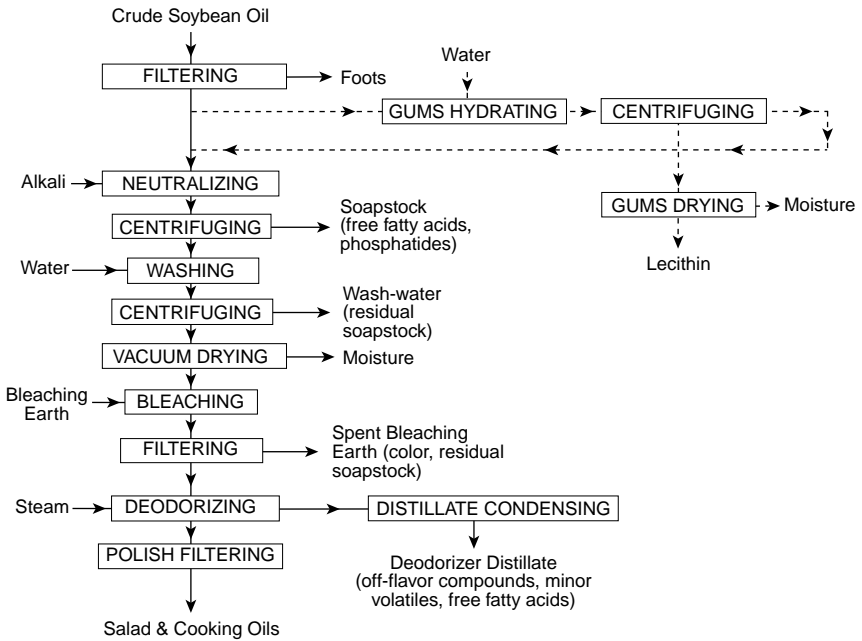 Crude Soybean Oil
FILTERING
Foots
Water
GUMS HYDRATING
CENTRIFUGING
Alkali
NEUTRALIZING
GUMS DRYING
Moisture
Lecithin
CENTRIFUGING
Soapstock
(free fatty acids,
phosphatides)
Water
WASHING
CENTRIFUGING
Wash-water
(residual
soapstock)
VACUUM DRYING
Moisture
Bleaching
Earth
BLEACHING
FILTERING
Spent Bleaching
Earth (color, residual
soapstock)
Steam
DEODORIZING
DISTILLATE CONDENSING
POLISH FILTERING
Deodorizer Distillate
(off-flavor compounds, minor
volatiles, free fatty acids)
Salad & Cooking Oils